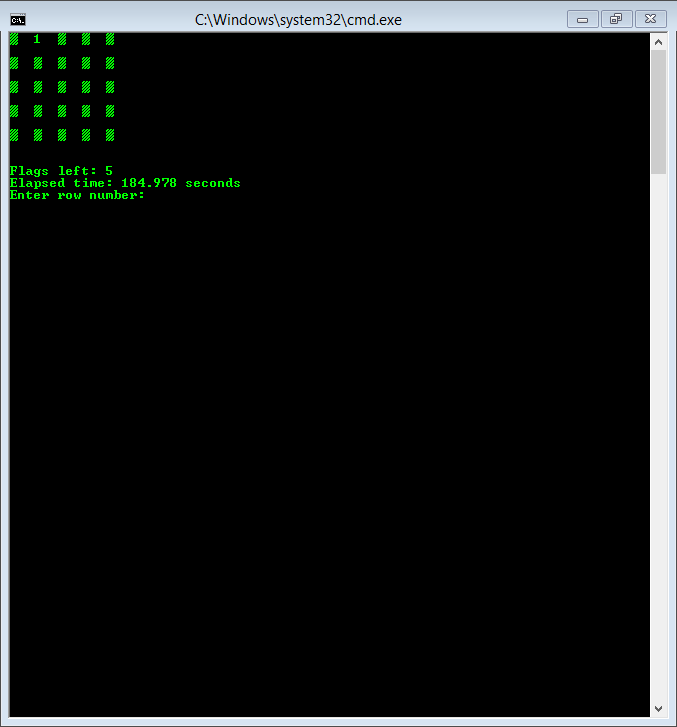 C:\Windows\system32\cmd.exe
▒ 1 ▒ ▒ ▒
▒ ▒ ▒ ▒ ▒
▒ ▒ ▒ ▒ ▒
▒ ▒ ▒ ▒ ▒
▒ ▒ ▒ ▒ ▒
Flags left: 5
Elapsed time: 184.978 seconds
Enter row number: